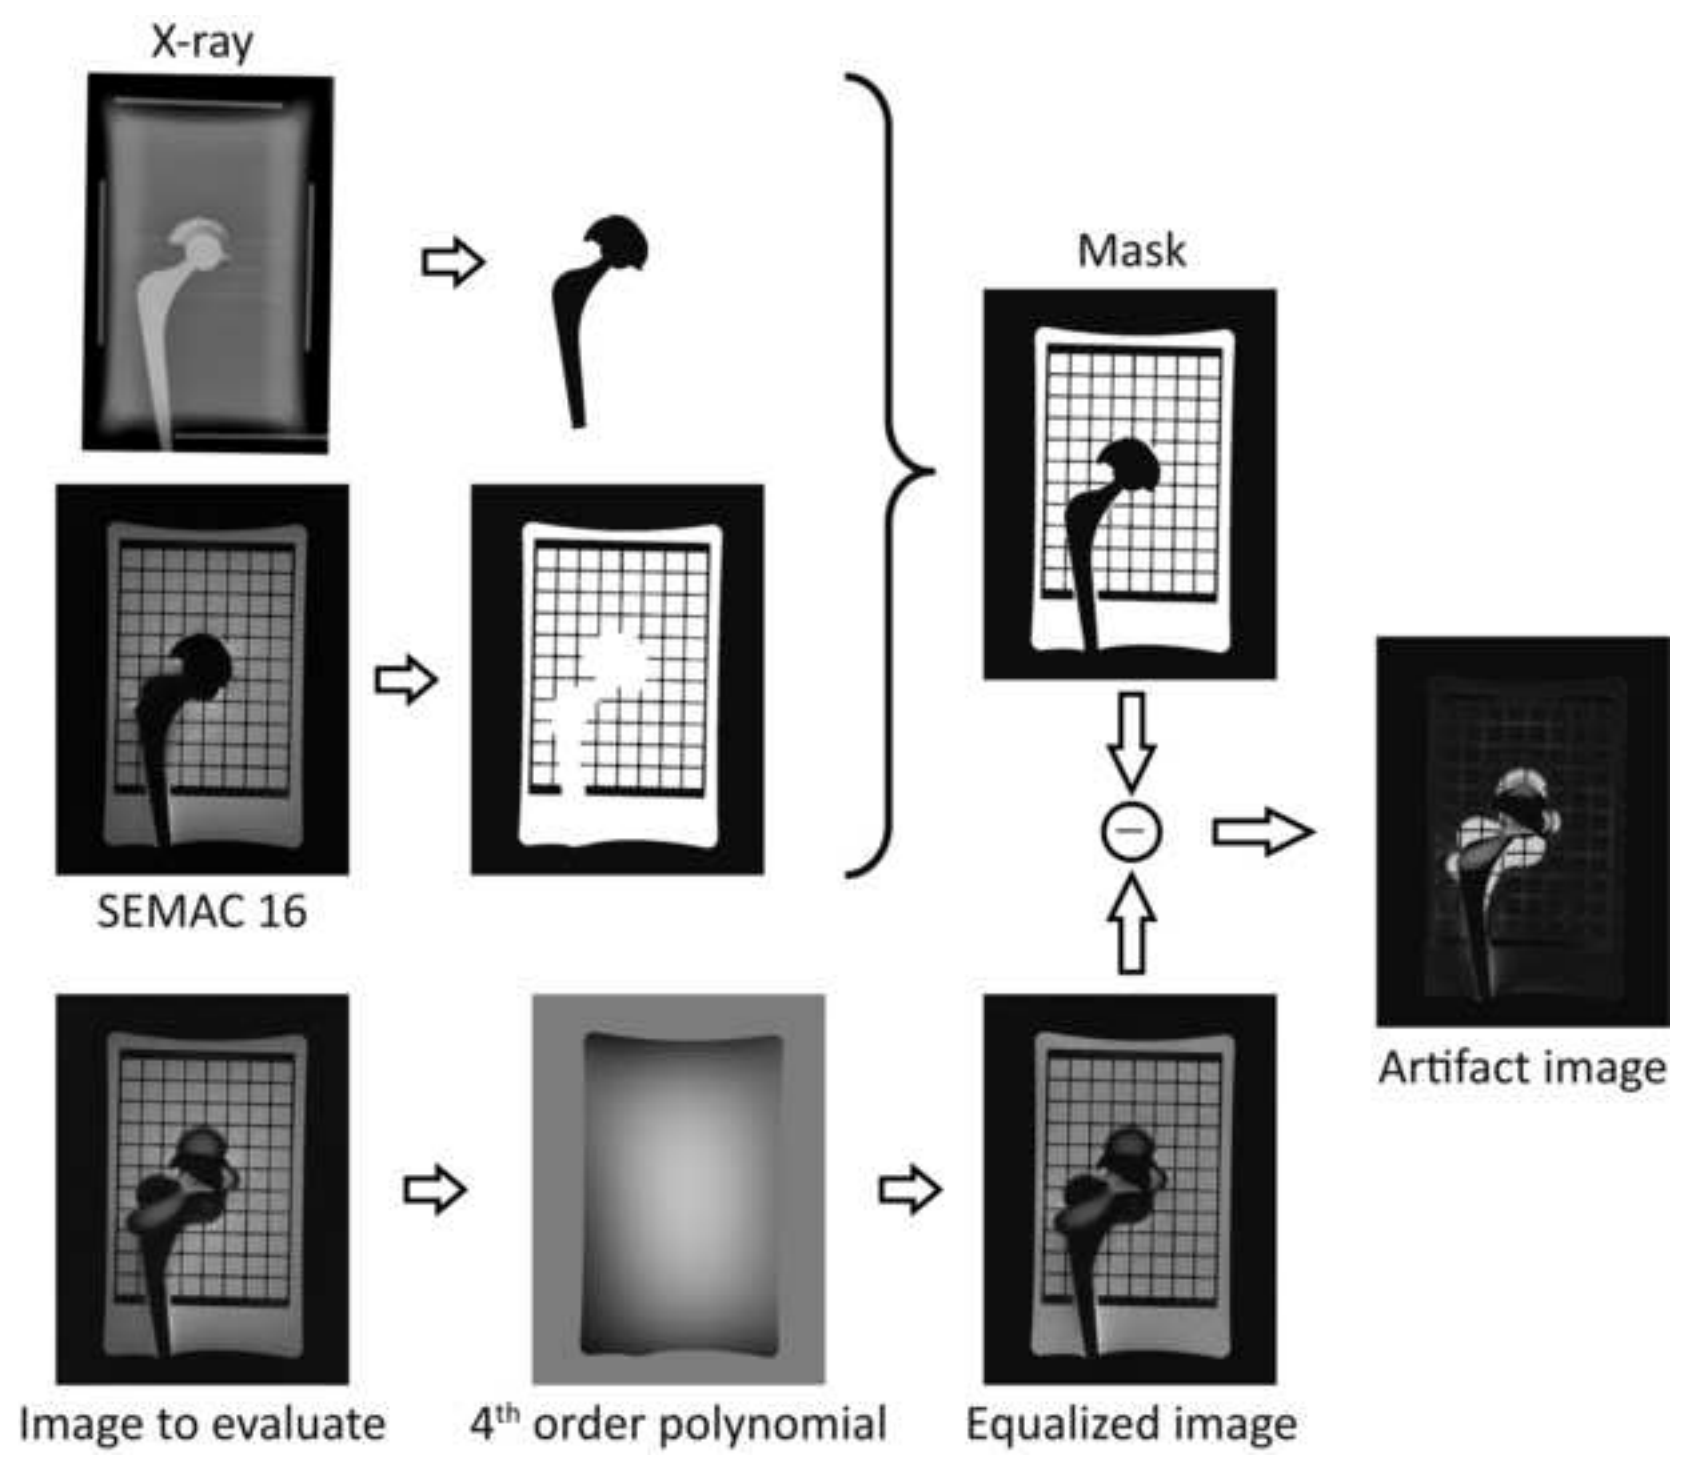 X-ray
Mask
SEMAC 16
Artifact image
Image to evaluate
4th order polynomial
Equalized image